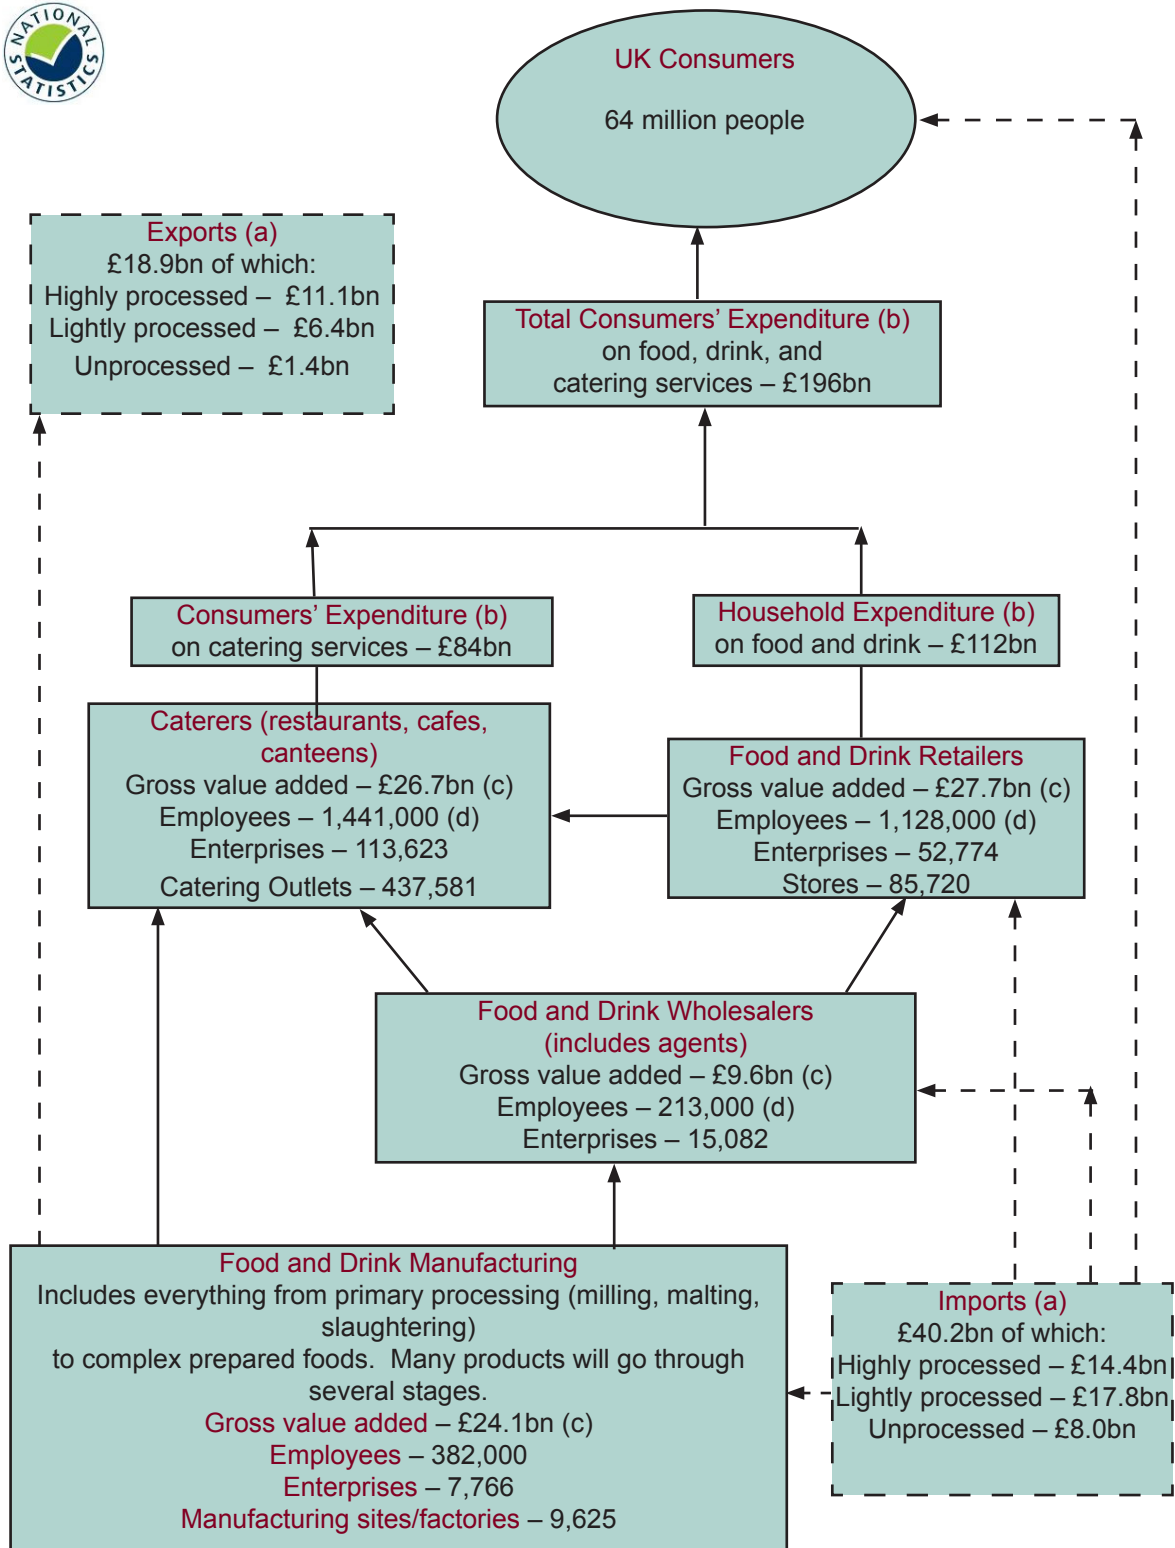 NATIONAL
STATISTICS
UK Consumers
64 million people
Exports (a)
£18.9bn of which:
Highly processed – £11.1bn
Lightly processed – £6.4bn
Unprocessed – £1.4bn
Total Consumers’ Expenditure (b)
on food, drink, and
catering services – £196bn
Consumers’ Expenditure (b)
on catering services – £84bn
Household Expenditure (b)
on food and drink – £112bn
Caterers (restaurants, cafes,
canteens)
Gross value added – £26.7bn (c)
Employees – 1,441,000 (d)
Enterprises – 113,623
Catering Outlets – 437,581
Food and Drink Retailers
Gross value added – £27.7bn (c)
Employees – 1,128,000 (d)
Enterprises – 52,774
Stores – 85,720
Food and Drink Wholesalers
(includes agents)
Gross value added – £9.6bn (c)
Employees – 213,000 (d)
Enterprises – 15,082
Food and Drink Manufacturing
Includes everything from primary processing (milling, malting,
slaughtering)
to complex prepared foods.  Many products will go through
several stages.
Gross value added – £24.1bn (c)
Employees – 382,000
Enterprises – 7,766
Manufacturing sites/factories – 9,625
Imports (a)
£40.2bn of which:
Highly processed – £14.4bn
Lightly processed – £17.8bn
Unprocessed – £8.0bn